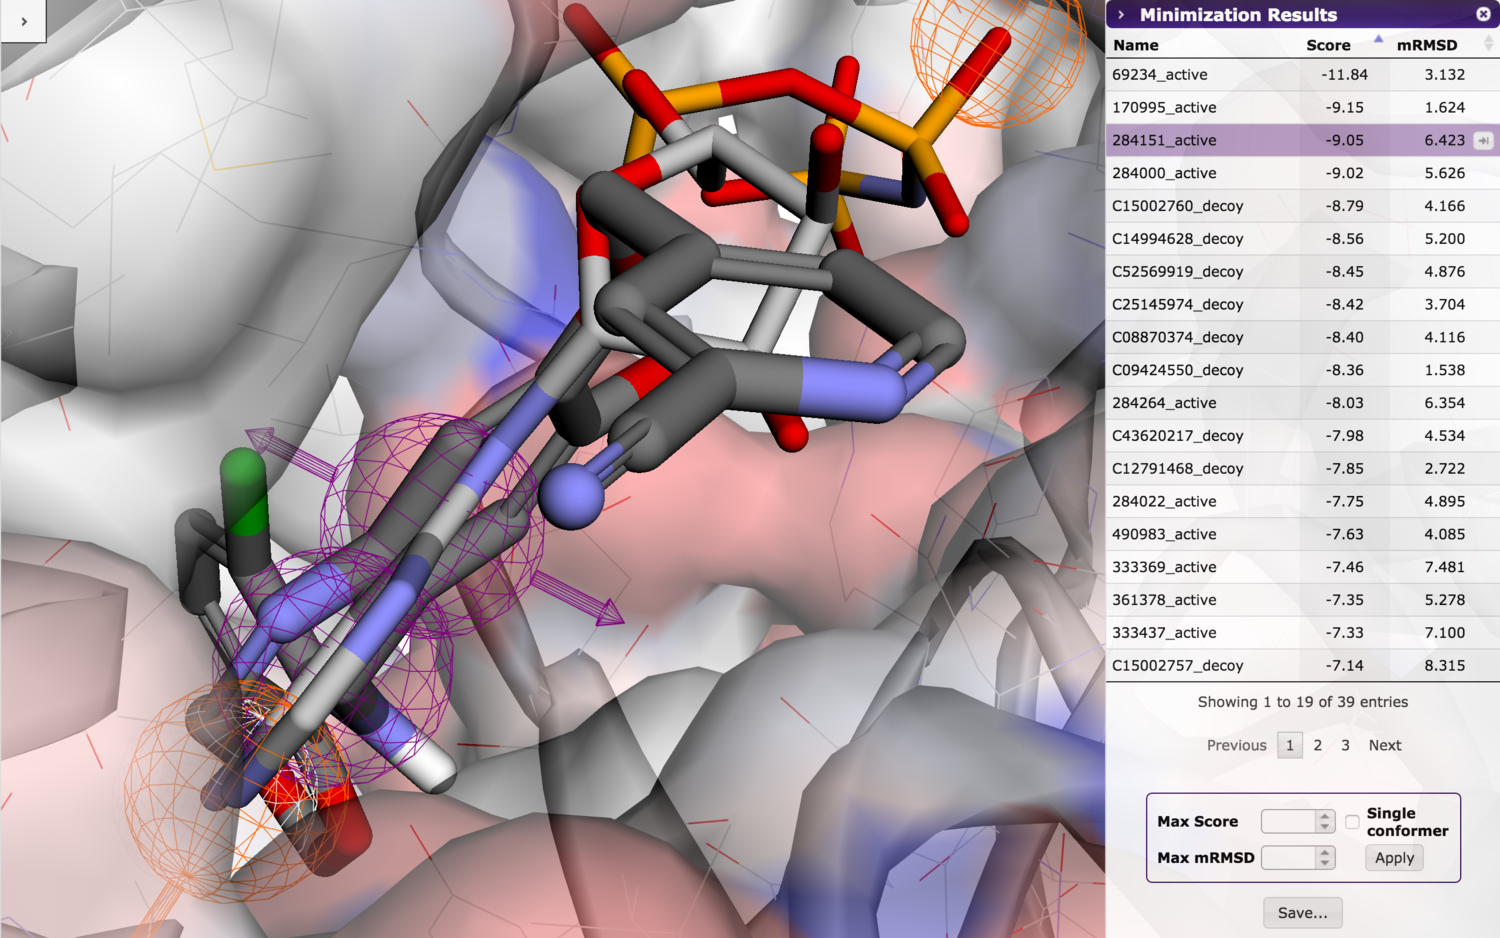 Minimization Results
Name Score mRMSD
69234_active -11.84 3.132
170995_active -9.15 1.624
284151_active -9.05 6.423
284000_active -9.02 5.626
C15002760_decoy -8.79 4.166
C14994628_decoy -8.56 5.200
C52569919_decoy -8.45 4.876
C25145974_decoy -8.42 3.704
C08870374_decoy -8.40 4.116
C09424550_decoy -8.36 1.538
284264_active -8.03 6.354
C43620217_decoy -7.98 4.534
C12791468_decoy -7.85 2.722
284022_active -7.75 4.895
490983_active -7.63 4.085
333369_active -7.46 7.481
361378_active -7.35 5.278
333437_active -7.33 7.100
C15002757_decoy -7.14 8.315
Showing 1 to 19 of 39 entries
Previous 1 2 3 Next
Max Score Single conformer
Max mRMSD Apply
Save...